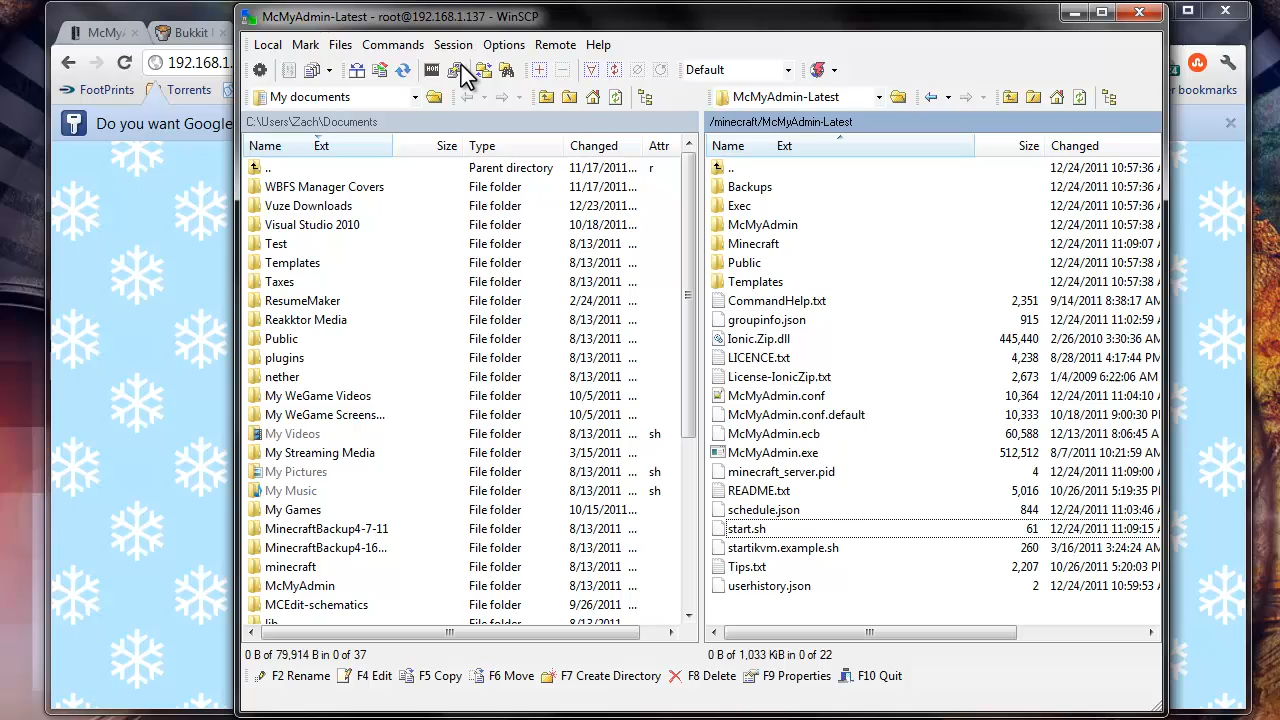 McMyAdmin-Latest - root@192.168.1.137 - WinSCP
McMyA
Bukkit
192.168.1.
FootPrints
Torrents
okmarks
Do you want Google
Local Mark Files Commands Session Options Remote Help
Default
My documents
McMyAdmin-Latest
C:\Users\Zach\Documents
/minecraft/McMyAdmin-Latest
Name Ext Size Type Changed Attr
Name Ext Size Changed
.. Parent directory 11/17/2011... r
WBFS Manager Covers File folder 11/17/2011...
Vuze Downloads File folder 12/23/2011...
Visual Studio 2010 File folder 10/18/2011...
Test File folder 8/13/2011 ...
Templates File folder 8/13/2011 ...
Taxes File folder 8/13/2011 ...
ResumeMaker File folder 2/24/2011 ...
Reakktor Media File folder 8/13/2011 ...
Public File folder 8/13/2011 ...
plugins File folder 8/13/2011 ...
nether File folder 8/13/2011 ...
My WeGame Videos File folder 10/5/2011 ...
My WeGame Screens... File folder 10/5/2011 ...
My Videos File folder 8/13/2011 ... sh
My Streaming Media File folder 3/15/2011 ...
My Pictures File folder 8/13/2011 ... sh
My Music File folder 8/13/2011 ... sh
My Games File folder 10/15/2011...
MinecraftBackup4-7-11 File folder 8/13/2011 ...
MinecraftBackup4-16... File folder 8/13/2011 ...
minecraft File folder 8/13/2011 ...
McMyAdmin File folder 8/13/2011 ...
MCEdit-schematics File folder 9/26/2011 ...
lib File folder 8/13/2011 ...
.. 12/24/2011 10:57:36 A
Backups 12/24/2011 10:57:36 A
Exec 12/24/2011 10:57:36 A
McMyAdmin 12/24/2011 10:57:38 A
Minecraft 12/24/2011 11:09:07 A
Public 12/24/2011 10:57:38 A
Templates 12/24/2011 10:57:38 A
CommandHelp.txt 2,351 9/14/2011 8:38:17 AM
groupinfo.json 915 12/24/2011 11:02:59 A
Ionic.Zip.dll 445,440 2/26/2010 3:30:36 AM
LICENCE.txt 4,238 8/28/2011 4:17:44 PM
License-IonicZip.txt 2,673 1/4/2009 6:22:06 AM
McMyAdmin.conf 10,364 12/24/2011 11:04:10 A
McMyAdmin.conf.default 10,333 10/18/2011 9:00:30 P
McMyAdmin.ecb 60,588 12/13/2011 8:06:45 A
McMyAdmin.exe 512,512 8/7/2011 10:21:59 AM
minecraft_server.pid 4 12/24/2011 11:09:00 A
README.txt 5,016 10/26/2011 5:19:35 P
schedule.json 844 12/24/2011 11:03:46 A
start.sh 61 12/24/2011 11:09:15 A
startikvm.example.sh 260 3/16/2011 3:24:24 AM
Tips.txt 2,207 10/26/2011 5:20:03 P
userhistory.json 2 12/24/2011 10:59:53 A
0 B of 79,914 B in 0 of 37
0 B of 1,033 KiB in 0 of 22
F2 Rename F4 Edit F5 Copy F6 Move F7 Create Directory F8 Delete F9 Properties F10 Quit